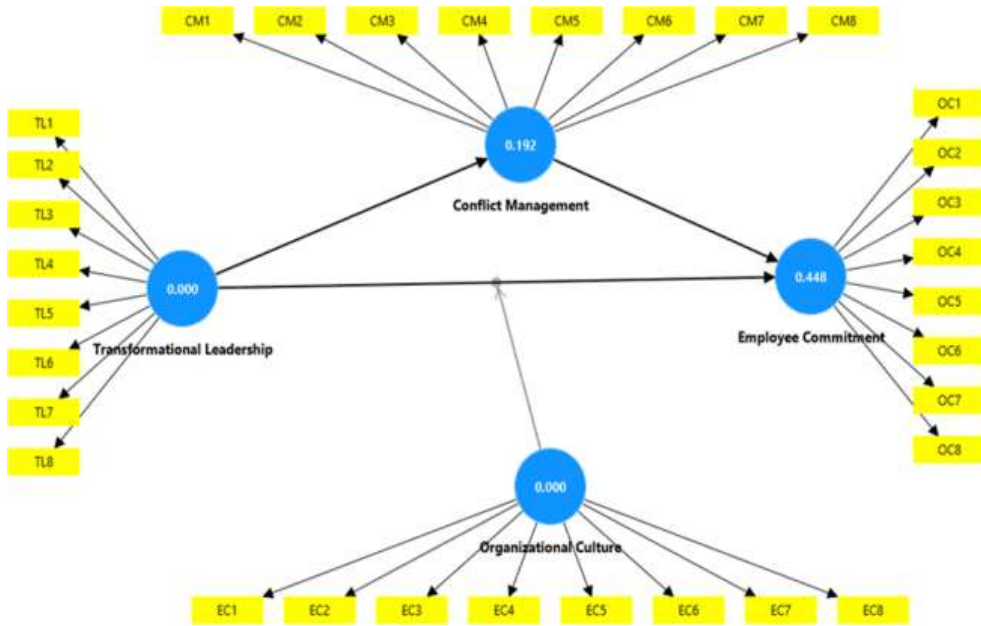 CM1 CM2 CM3 CM4 CM5 CM6 CM7 CM8
0.192
Conflict Management
TL1
TL2
TL3
TL4
TL5
TL6
TL7
TL8
0.000
Transformational Leadership
OC1
OC2
OC3
OC4
OC5
OC6
OC7
OC8
0.448
Employee Commitment
0.000
Organizational Culture
EC1 EC2 EC3 EC4 EC5 EC6 EC7 EC8